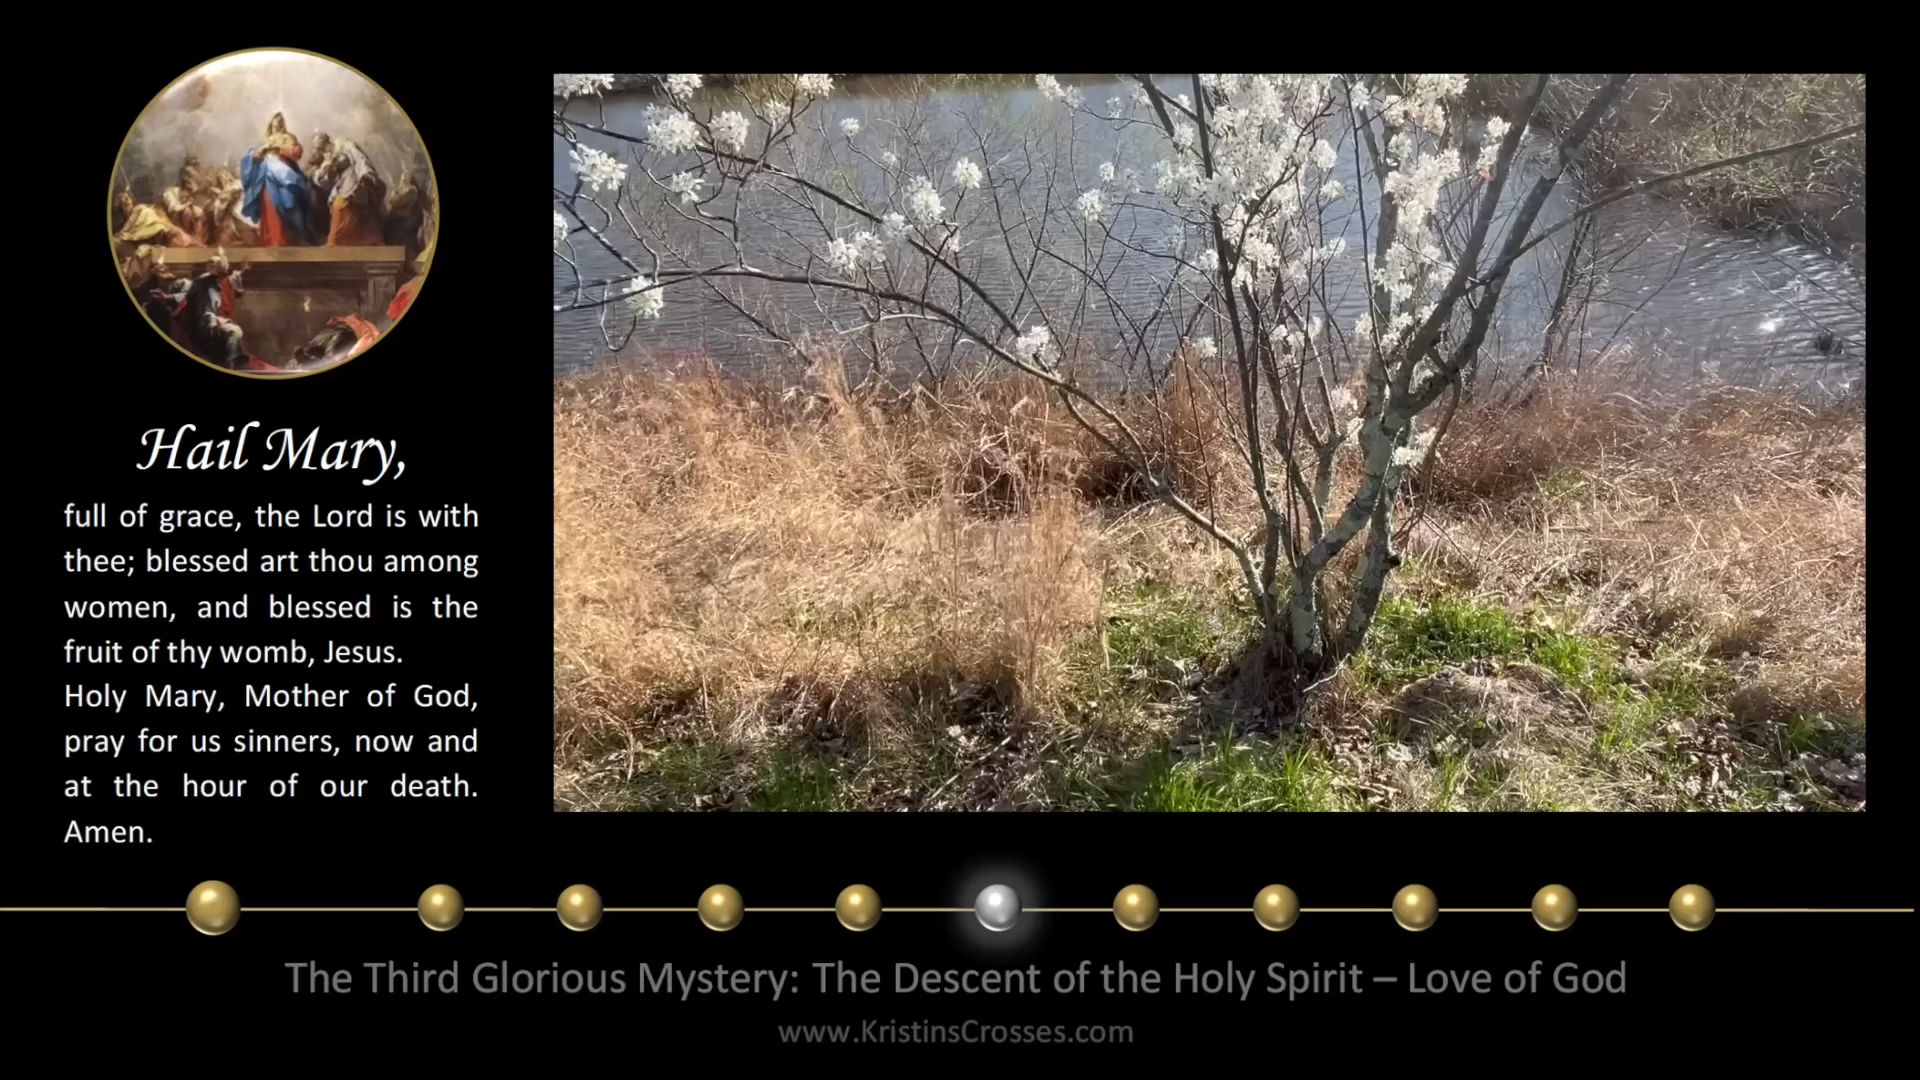 Hail Mary,
full of grace, the Lord is with
thee; blessed art thou among
women, and blessed is the
fruit of thy womb, Jesus.
Holy Mary, Mother of God,
pray for us sinners, now and
at the hour of our death.
Amen.
The Third Glorious Mystery: The Descent of the Holy Spirit – Love of God
www.KristinsCrosses.com